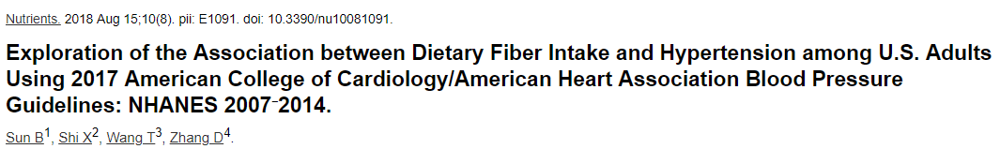 Nutrients. 2018 Aug 15;10(8). pii: E1091. doi: 10.3390/nu10081091.
Exploration of the Association between Dietary Fiber Intake and Hypertension among U.S. Adults
Using 2017 American College of Cardiology/American Heart Association Blood Pressure
Guidelines: NHANES 2007⁻2014.
Sun B1, Shi X2, Wang T3, Zhang D4.